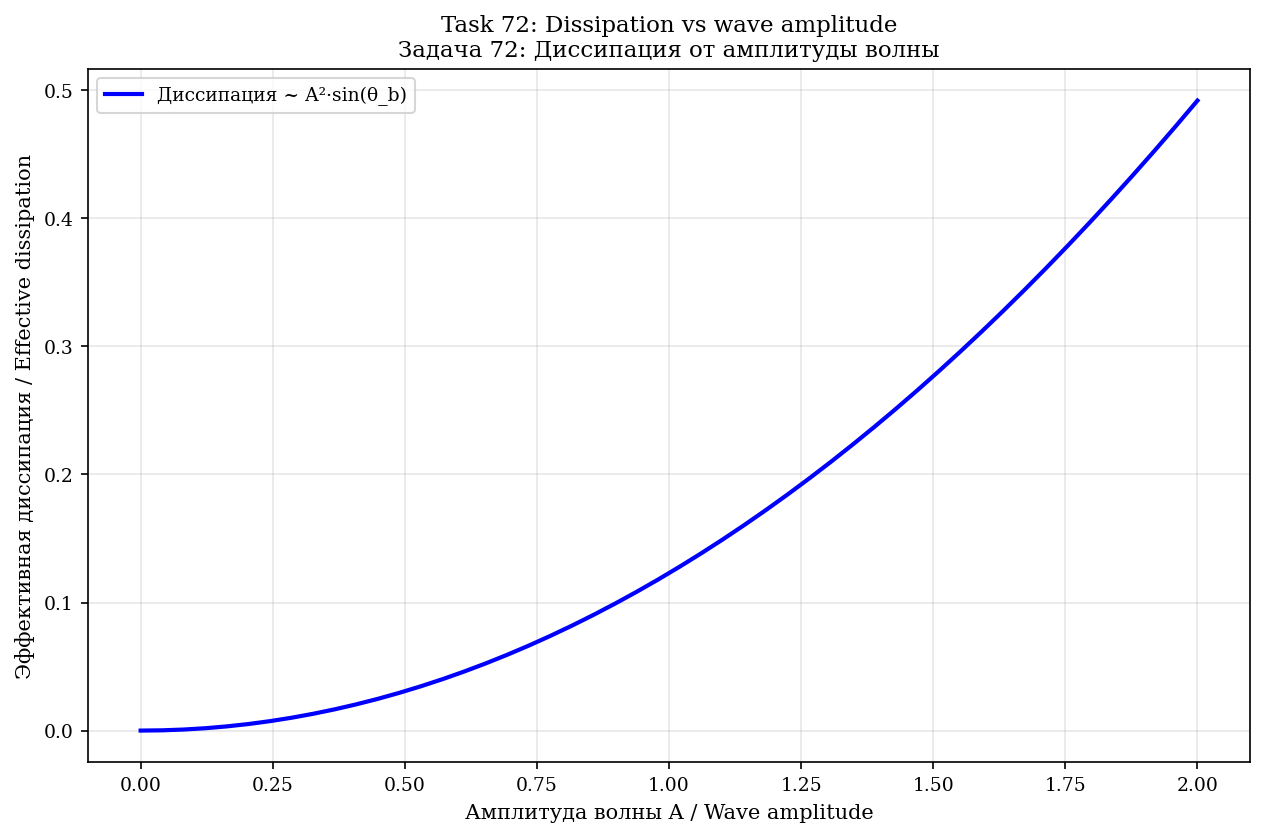 Task 72: Dissipation vs wave amplitude
Задача 72: Диссипация от амплитуды волны
Диссипация ~ A²·sin(θ_b)
Эффективная диссипация / Effective dissipation
0.5
0.4
0.3
0.2
0.1
0.0
0.00 0.25 0.50 0.75 1.00 1.25 1.50 1.75 2.00
Амплитуда волны A / Wave amplitude